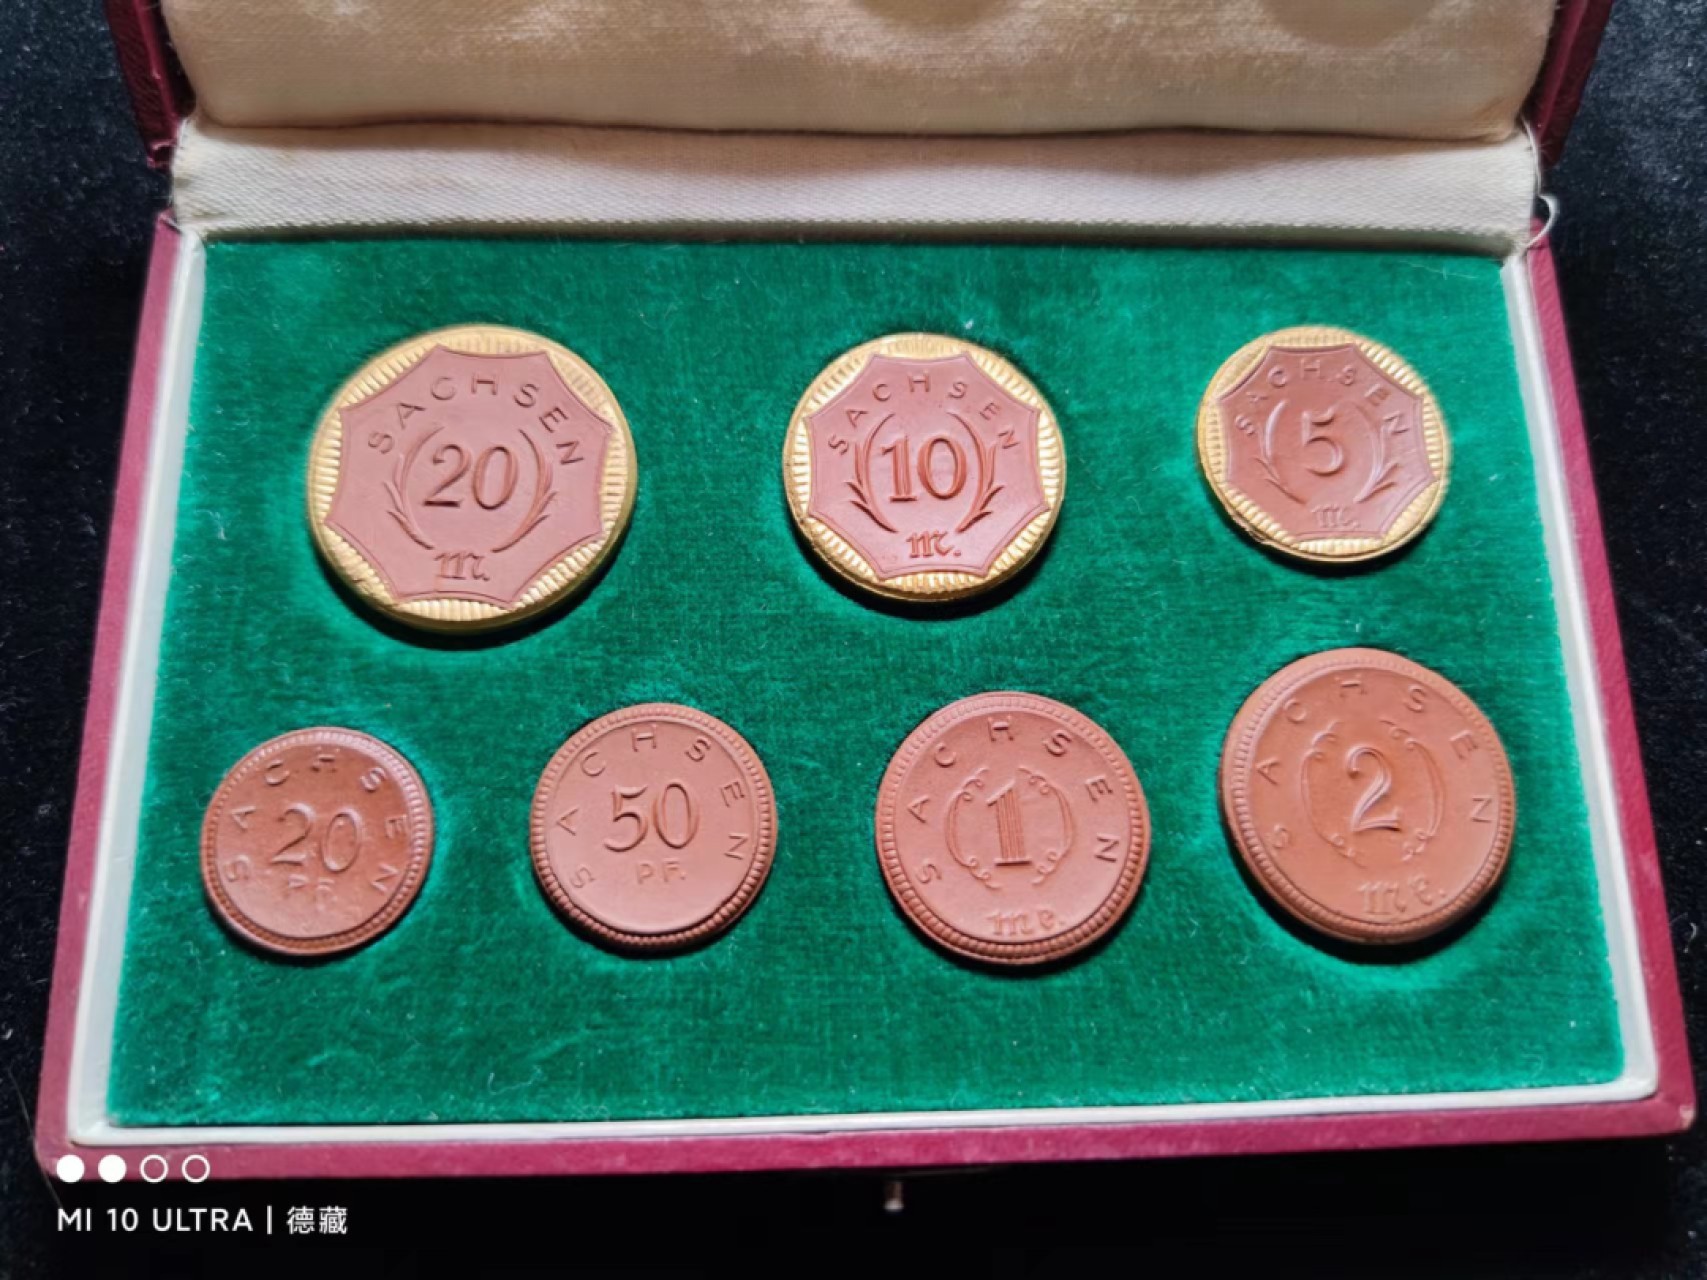 SACHSEN
20
M.
SACHSEN
10
M.
SACHSEN
5
M.
SACHSEN
20
PF.
SACHSEN
50
PF.
SACHSEN
1
MK.
SACHSEN
2
MK.
MI 10 ULTRA | 德藏